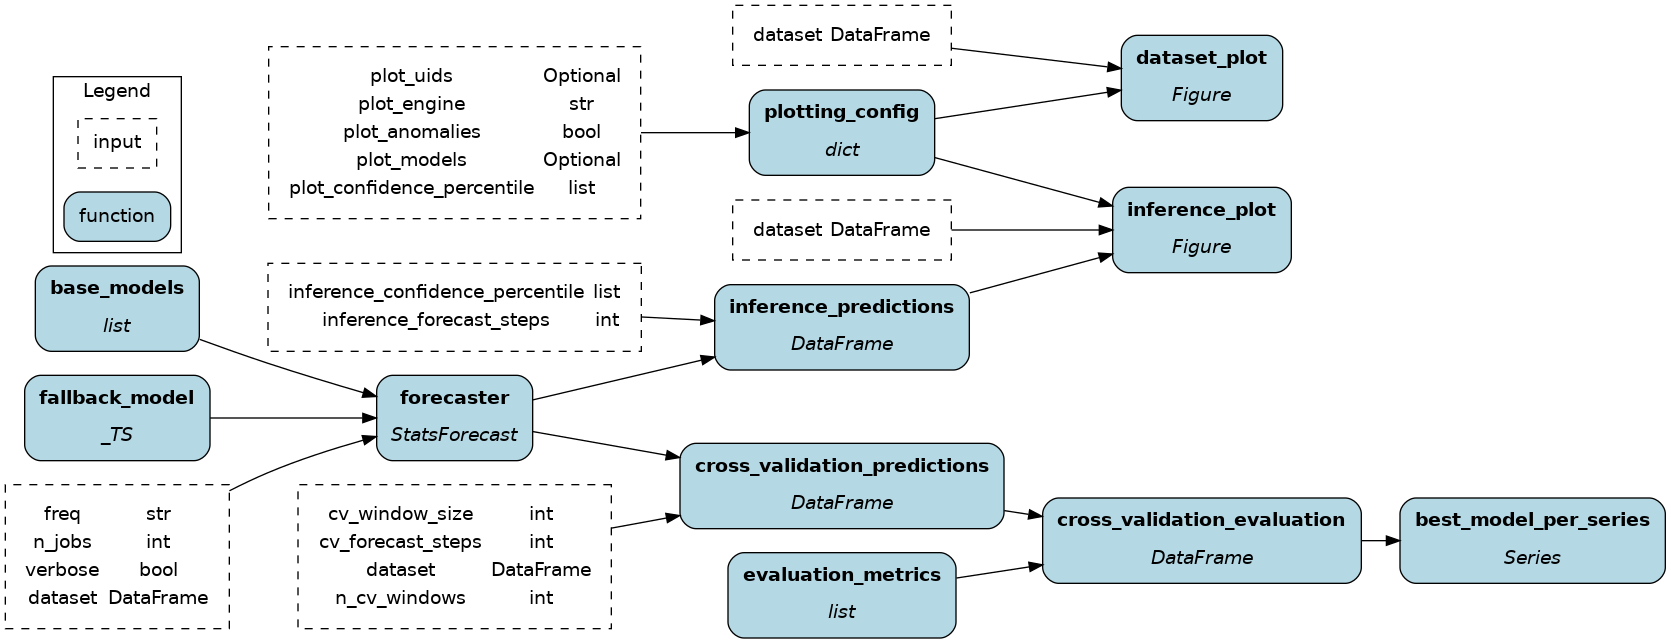 Legend
input
function
base_models
list
fallback_model
_TS
freq str
n_jobs int
verbose bool
dataset DataFrame
plot_uids Optional
plot_engine str
plot_anomalies bool
plot_models Optional
plot_confidence_percentile list
inference_confidence_percentile list
inference_forecast_steps int
forecaster
StatsForecast
cv_window_size int
cv_forecast_steps int
dataset DataFrame
n_cv_windows int
dataset DataFrame
plotting_config
dict
dataset DataFrame
inference_predictions
DataFrame
cross_validation_predictions
DataFrame
evaluation_metrics
list
dataset_plot
Figure
inference_plot
Figure
cross_validation_evaluation
DataFrame
best_model_per_series
Series